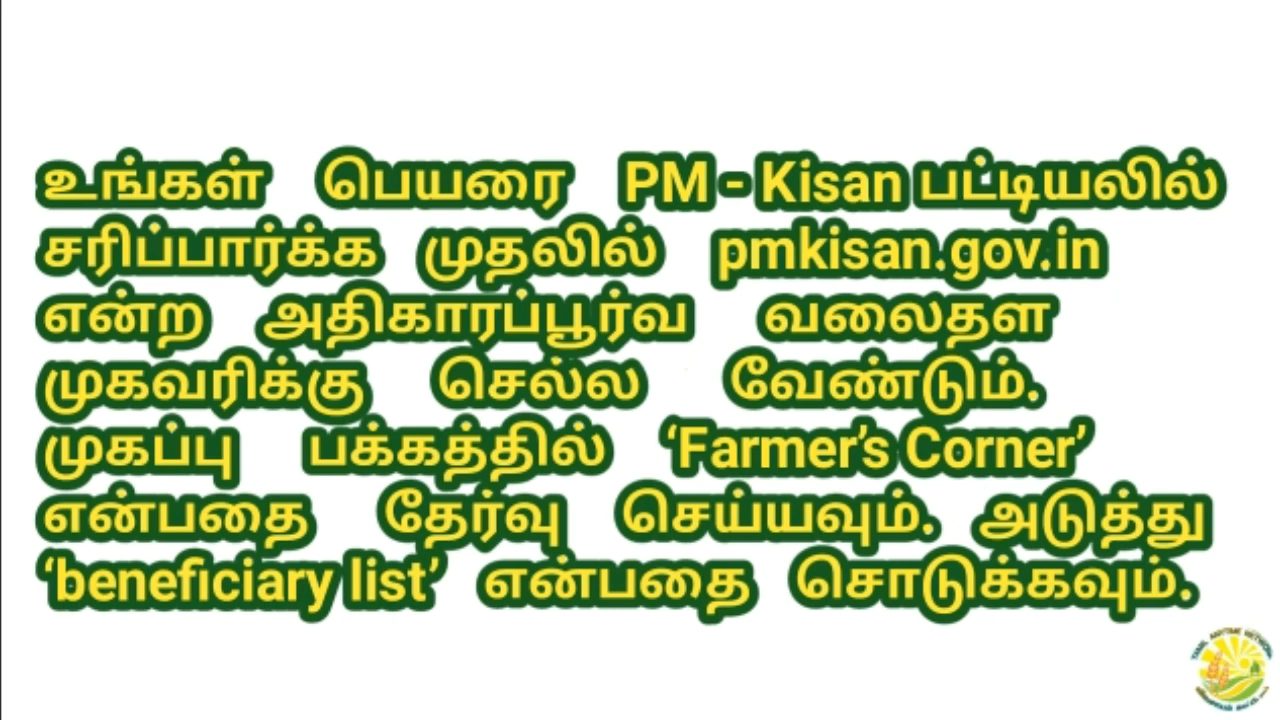 உங்கள் பெயரை PM - Kisan பட்டியலில்
சரிப்பார்க்க முதலில் pmkisan.gov.in
என்ற அதிகாரப்பூர்வ வலைதள
முகவரிக்கு செல்ல வேண்டும்.
முகப்பு பக்கத்தில் ‘Farmer’s Corner’
என்பதை தேர்வு செய்யவும். அடுத்து
‘beneficiary list’ என்பதை சொடுக்கவும்.